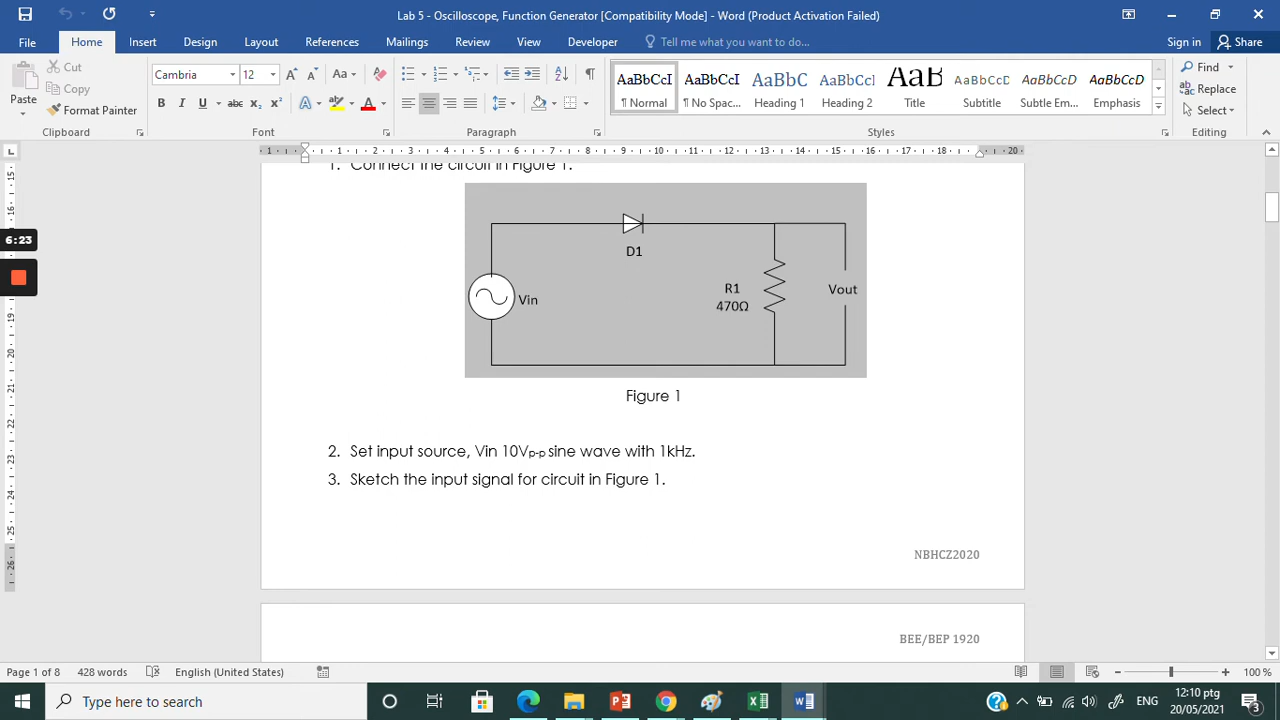 Lab 5 - Oscilloscope, Function Generator [Compatibility Mode] - Word (Product Activation Failed)
File Home Insert Design Layout References Mailings Review View Developer Tell me what you want to do... Sign in Share
Cut
Copy
Paste
Format Painter
Clipboard
Cambria 12
Font
Paragraph
AaBbCcI AaBbCcI AaBbC AaBbCcI AaB AaBbCcD AaBbCcD AaBbCcD
¶ Normal ¶ No Spac... Heading Heading 2 Title Subtitle Subtle Em... Emphasis
Styles
Find
Replace
Select
Editing
6:23
1. Connect the circuit in Figure 1.
D1
Vin
R1
470Ω
Vout
Figure 1
2. Set input source, Vin 10Vp-p sine wave with 1kHz.
3. Sketch the input signal for circuit in Figure 1.
NBHCZ2020
BEE/BEP 1920
Page 1 of 8 428 words English (United States) 100 %
Type here to search
ENG
12:10 ptg
20/05/2021
3